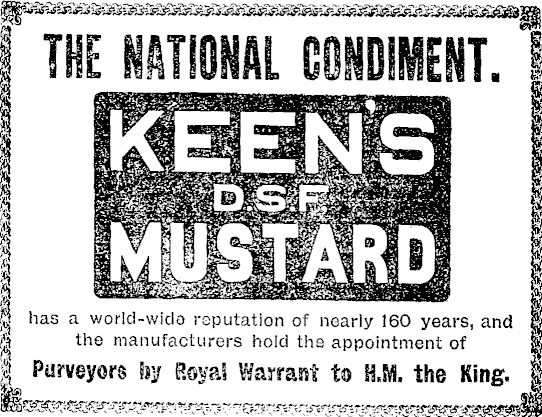 THE NATIONAL CONDIMENT.
KEEN'S
D.S.F
MUSTARD
has a world-wide reputation of nearly 160 years, and
the manufacturers hold the appointment of
Purveyors by Royal Warrant to H.M. the King.